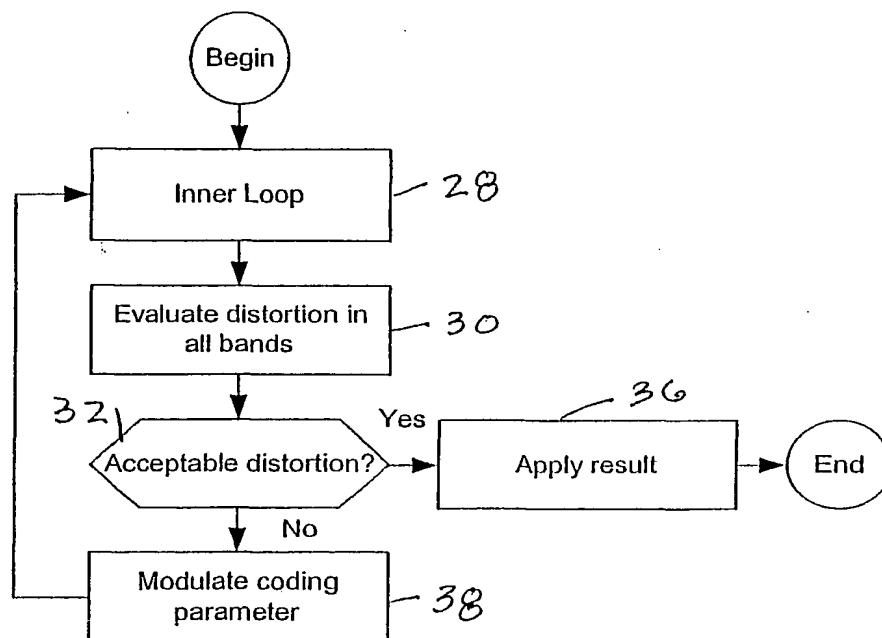 Begin
Inner Loop
28
Evaluate distortion in
all bands
30
32
Acceptable distortion?
Yes
36
Apply result
End
No
Modulate coding
parameter
38